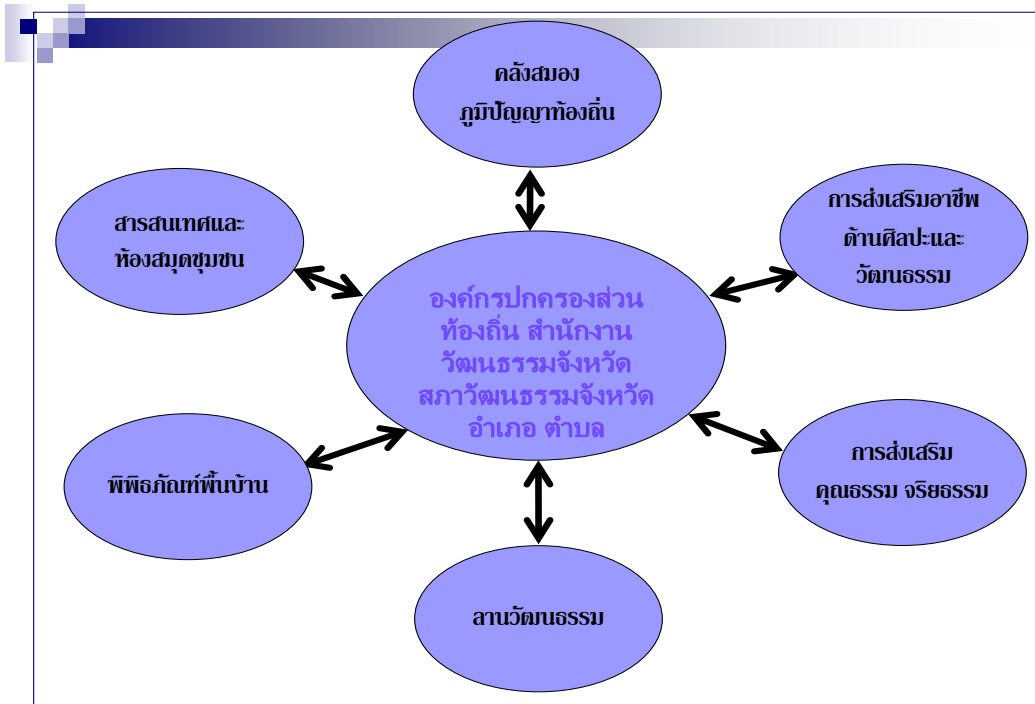 คลังสมอง
ภูมิปัญญาท้องถิ่น
สารสนเทศและ
ห้องสมุดชุมชน
การส่งเสริมอาชีพ
ด้านศิลปะและ
วัฒนธรรม
องค์กรปกครองส่วน
ท้องถิ่น สำนักงาน
วัฒนธรรมจังหวัด
สภาวัฒนธรรมจังหวัด
อำเภอ ตำบล
พิพิธภัณฑ์พื้นบ้าน
การส่งเสริม
คุณธรรม จริยธรรม
ลานวัฒนธรรม